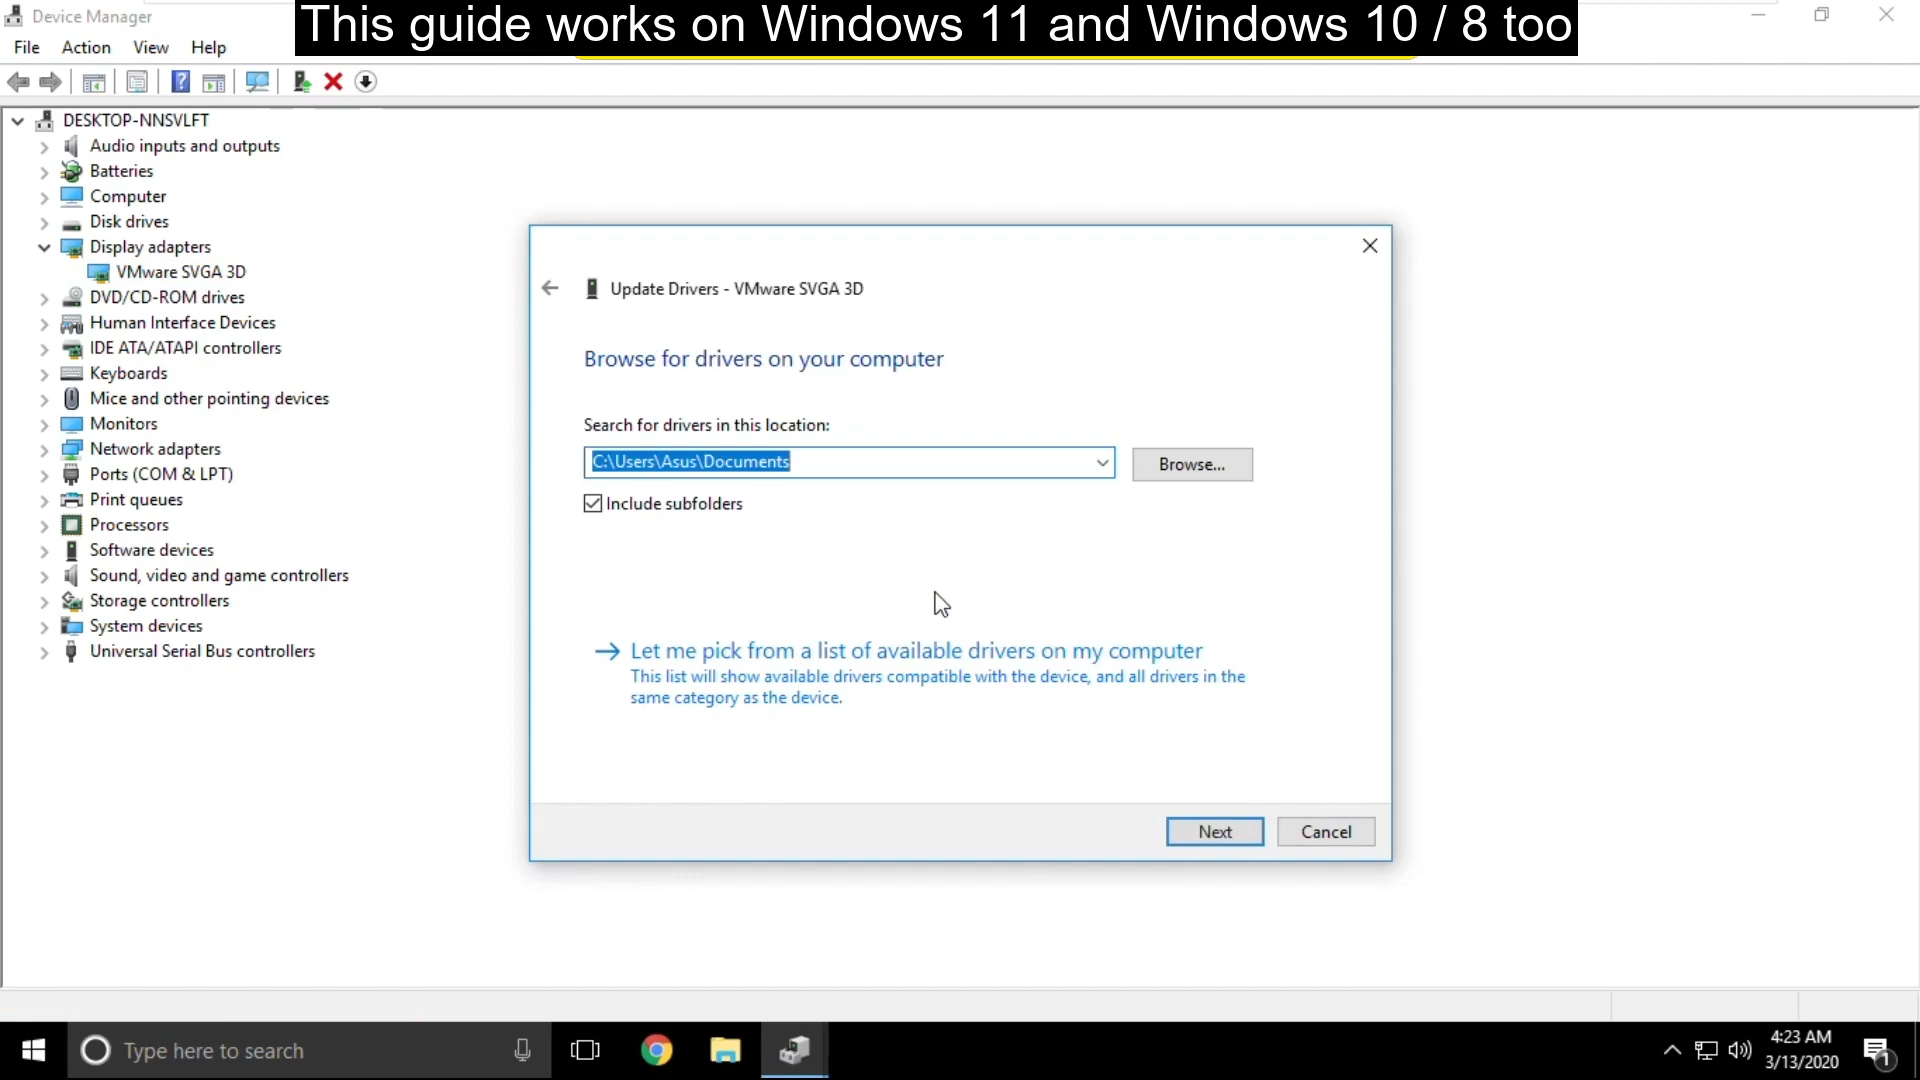 Device Manager
This guide works on Windows 11 and Windows 10 / 8 too
File Action View Help
DESKTOP-NNSVLFT
Audio inputs and outputs
Batteries
Computer
Disk drives
Display adapters
VMware SVGA 3D
DVD/CD-ROM drives
Human Interface Devices
IDE ATA/ATAPI controllers
Keyboards
Mice and other pointing devices
Monitors
Network adapters
Ports (COM & LPT)
Print queues
Processors
Software devices
Sound, video and game controllers
Storage controllers
System devices
Universal Serial Bus controllers
Update Drivers - VMware SVGA 3D
Browse for drivers on your computer
Search for drivers in this location:
C:\Users\Asus\Documents
Browse...
Include subfolders
Let me pick from a list of available drivers on my computer
This list will show available drivers compatible with the device, and all drivers in the
same category as the device.
Next Cancel
Type here to search
4:23 AM
3/13/2020
1